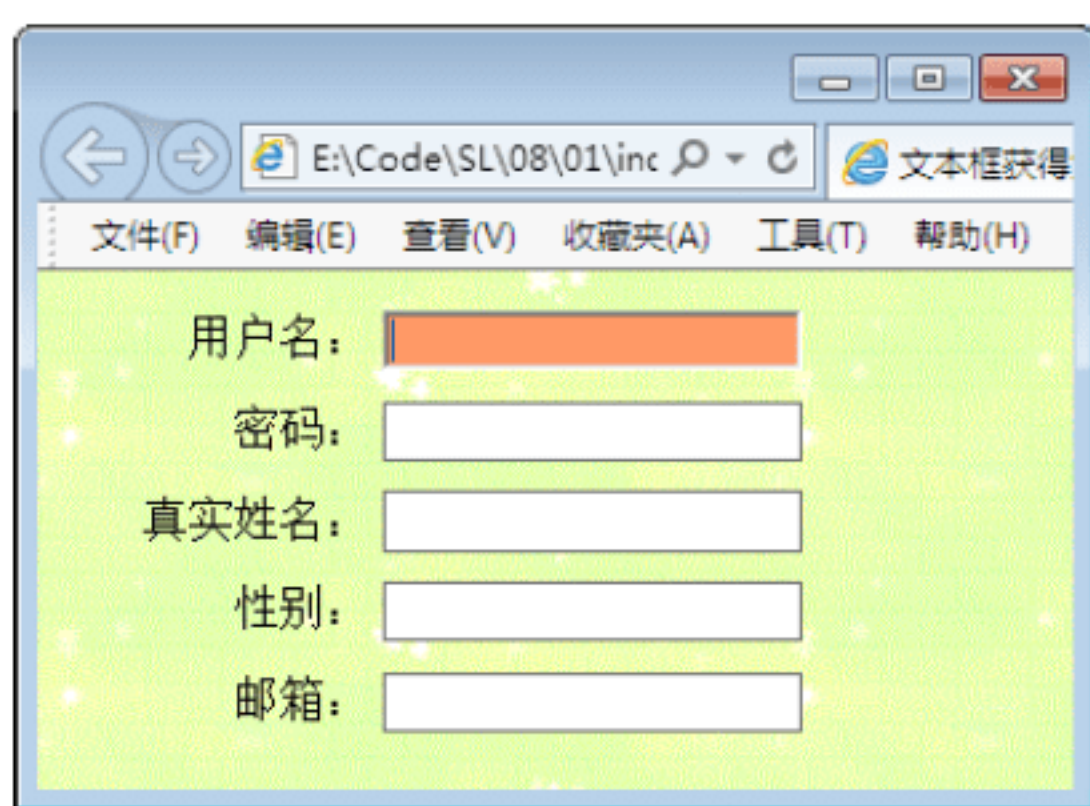 E:\Code\SL\08\01\inc
文本框获得
文件(F) 编辑(E) 查看(V) 收藏夹(A) 工具(T) 帮助(H)
用户名：
密码：
真实姓名：
性别：
邮箱：